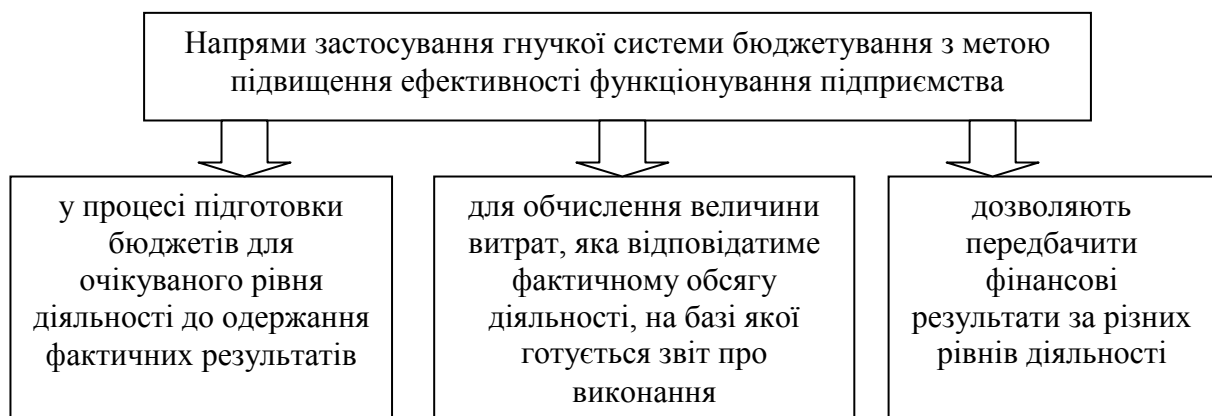 Напрями застосування гнучкої системи бюджетування з метою
підвищення ефективності функціонування підприємства
у процесі підготовки
бюджетів для
очікуваного рівня
діяльності до одержання
фактичних результатів
для обчислення величини
витрат, яка відповідатиме
фактичному обсягу
діяльності, на базі якої
готується звіт про
виконання
дозволяють
передбачити
фінансові
результати за різних
рівнів діяльності